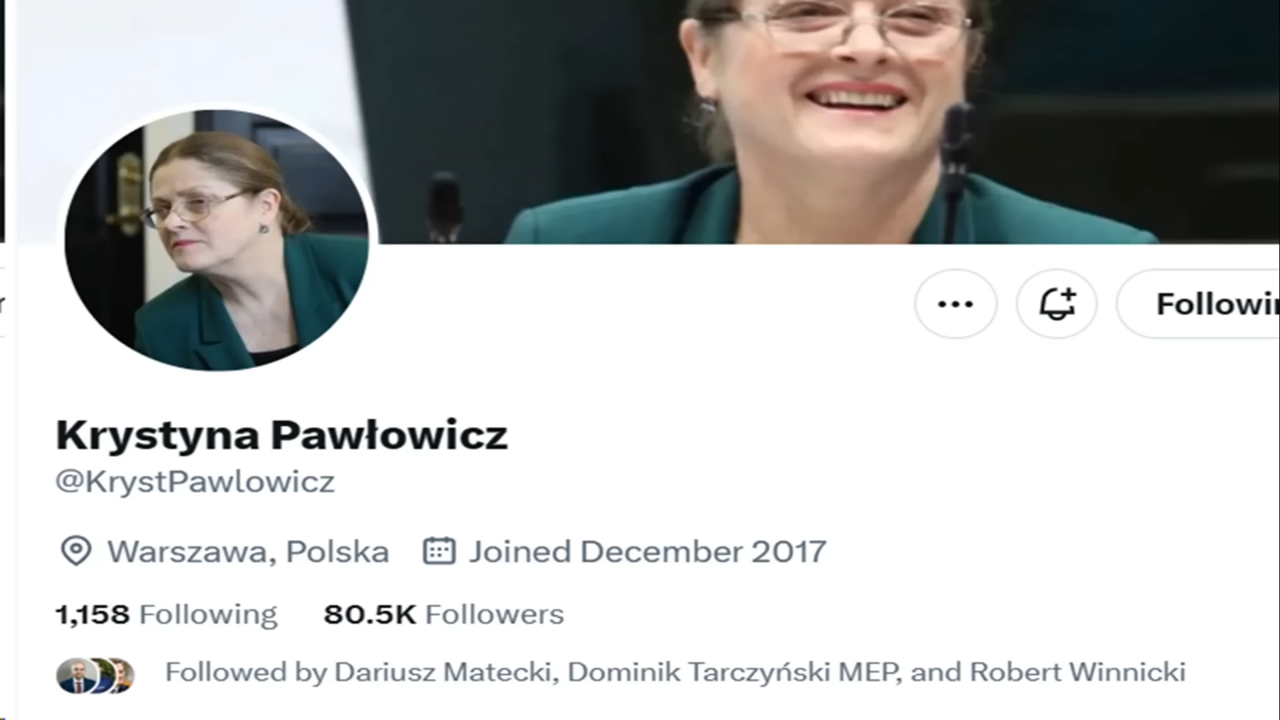 Followin
Krystyna Pawłowicz
@KrystPawlowicz
Warszawa, Polska Joined December 2017
1,158 Following 80.5K Followers
Followed by Dariusz Matecki, Dominik Tarczyński MEP, and Robert Winnicki